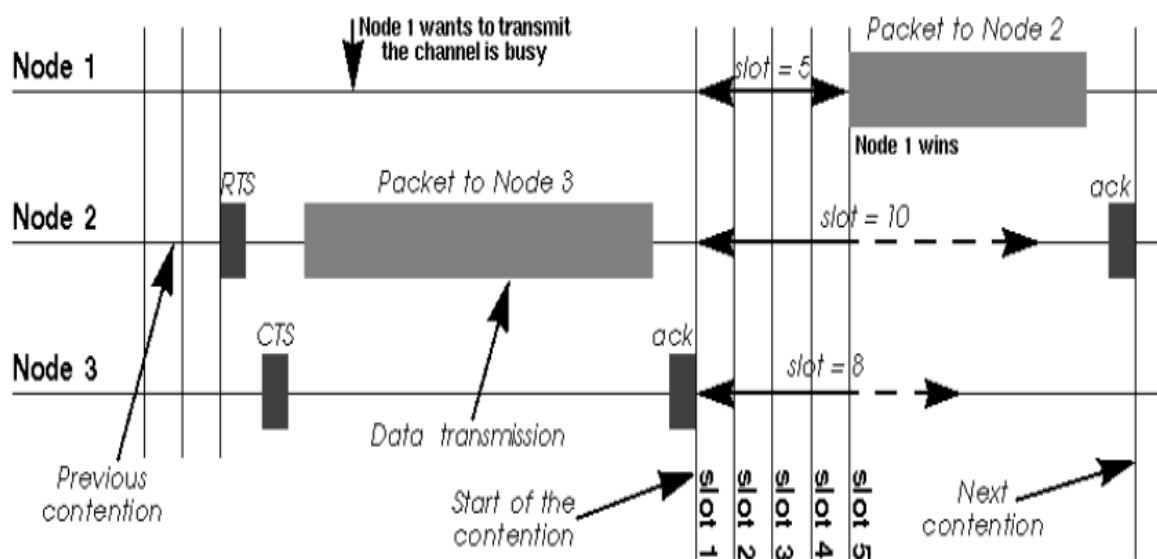 Node 1 wants to transmit
the channel is busy
Packet to Node 2
Node 1
slot = 5
Node 1 wins
RTS
Packet to Node 3
ack
Node 2
slot = 10
CTS
ack
Node 3
slot = 8
Data transmission
Previous
contention
Start of the
contention
slot 1
slot 2
slot 3
slot 4
slot 5
Next
contention